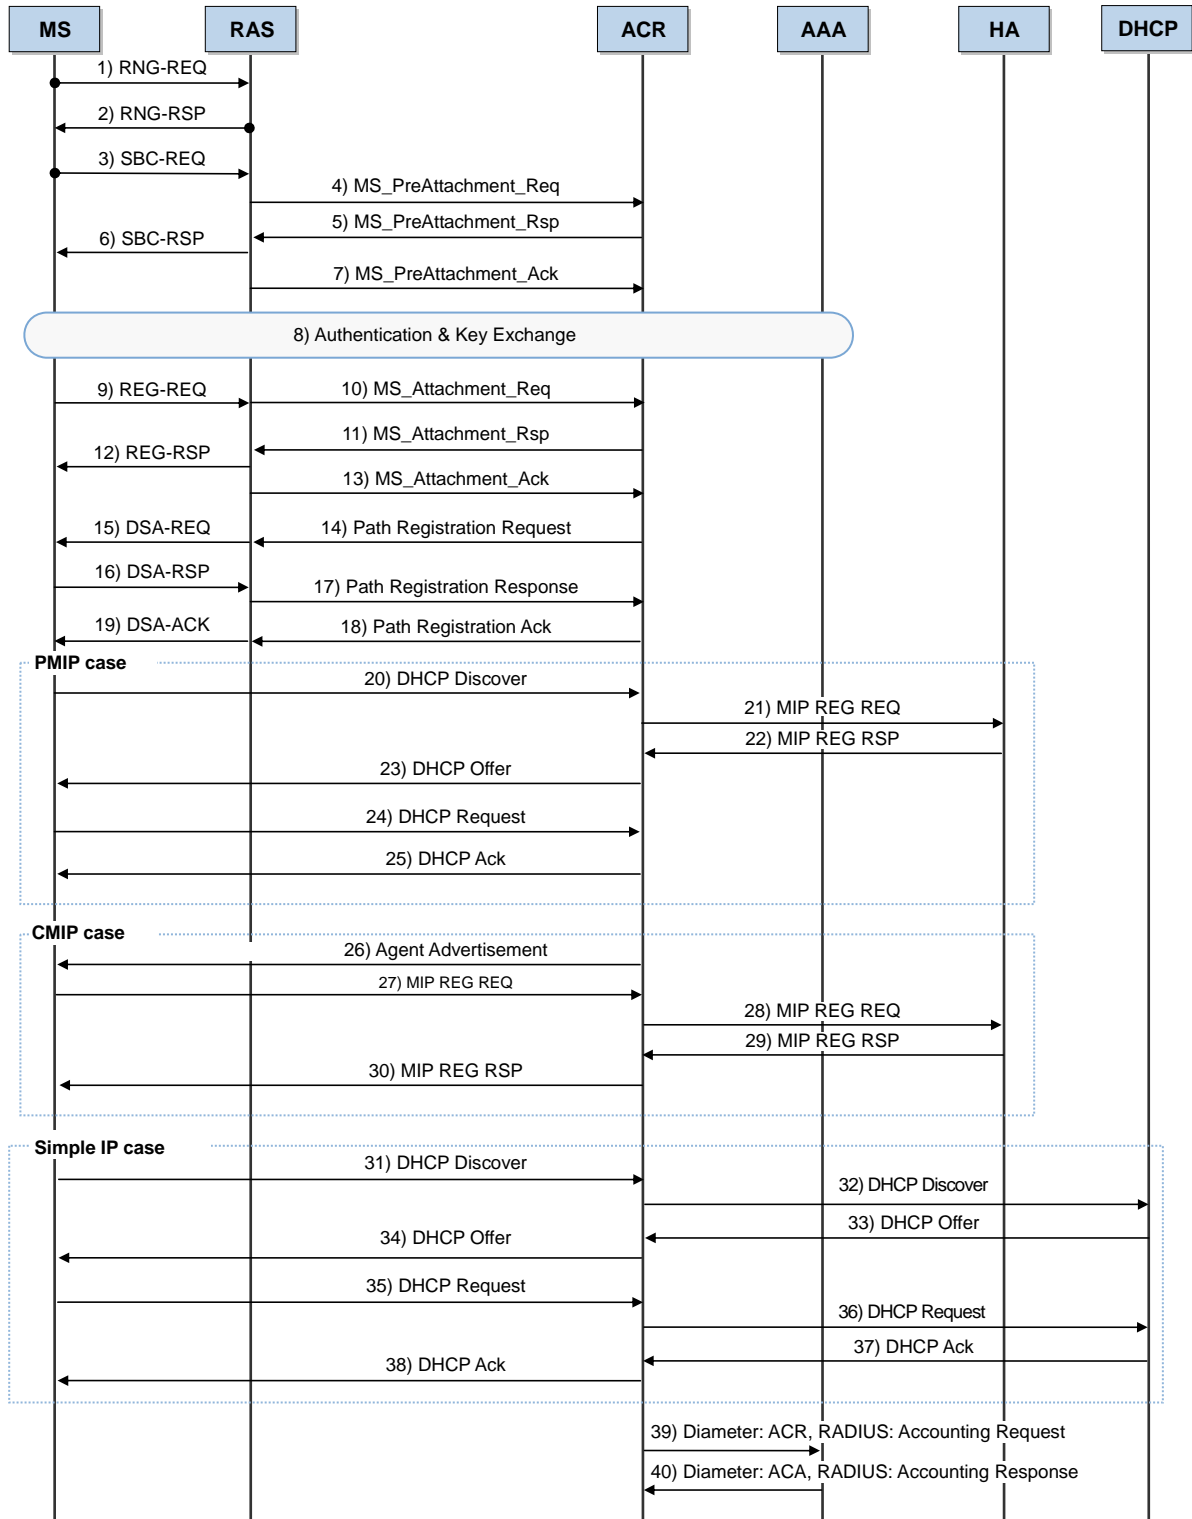 MS
RAS
ACR
AAA
HA
DHCP
1) RNG-REQ
2) RNG-RSP
3) SBC-REQ
4) MS_PreAttachment_Req
5) MS_PreAttachment_Rsp
6) SBC-RSP
7) MS_PreAttachment_Ack
8) Authentication & Key Exchange
9) REG-REQ
10) MS_Attachment_Req
11) MS_Attachment_Rsp
12) REG-RSP
13) MS_Attachment_Ack
15) DSA-REQ
14) Path Registration Request
16) DSA-RSP
17) Path Registration Response
19) DSA-ACK
18) Path Registration Ack
PMIP case
20) DHCP Discover
21) MIP REG REQ
22) MIP REG RSP
23) DHCP Offer
24) DHCP Request
25) DHCP Ack
CMIP case
26) Agent Advertisement
27) MIP REG REQ
28) MIP REG REQ
29) MIP REG RSP
30) MIP REG RSP
Simple IP case
31) DHCP Discover
32) DHCP Discover
33) DHCP Offer
34) DHCP Offer
35) DHCP Request
36) DHCP Request
37) DHCP Ack
38) DHCP Ack
39) Diameter: ACR, RADIUS: Accounting Request
40) Diameter: ACA, RADIUS: Accounting Response